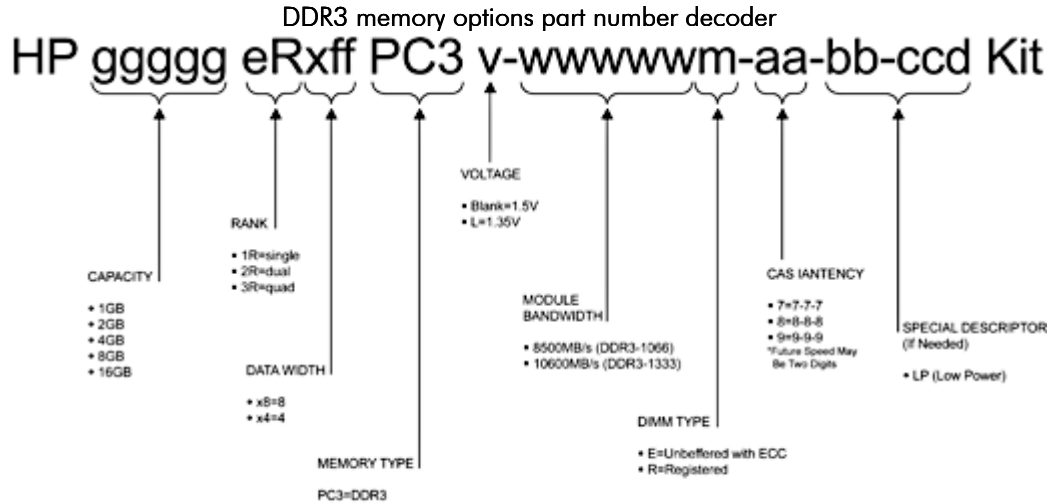 DDR3 memory options part number decoder
HP ggggg eRxff PC3 v-wwwwwm-aa-bb-ccd Kit
VOLTAGE
▪ Blank=1.5V
▪ L=1.35V
RANK
▪ 1R=single
▪ 2R=dual
▪ 3R=quad
CAPACITY
• 1GB
• 2GB
• 4GB
• 8GB
• 16GB
CAS IANTENCY
▪ 7=7-7-7
▪ 8=8-8-8
▪ 9=9-9-9
*Future Speed May
Be Two Digits
MODULE
BANDWIDTH
▪ 8500MB/s (DDR3-1066)
▪ 10600MB/s (DDR3-1333)
SPECIAL DESCRIPTOR
(If Needed)
• LP (Low Power)
DATA WIDTH
• x8=8
• x4=4
DIMM TYPE
▪ E=Unbeffered with ECC
▪ R=Registered
MEMORY TYPE
PC3=DDR3